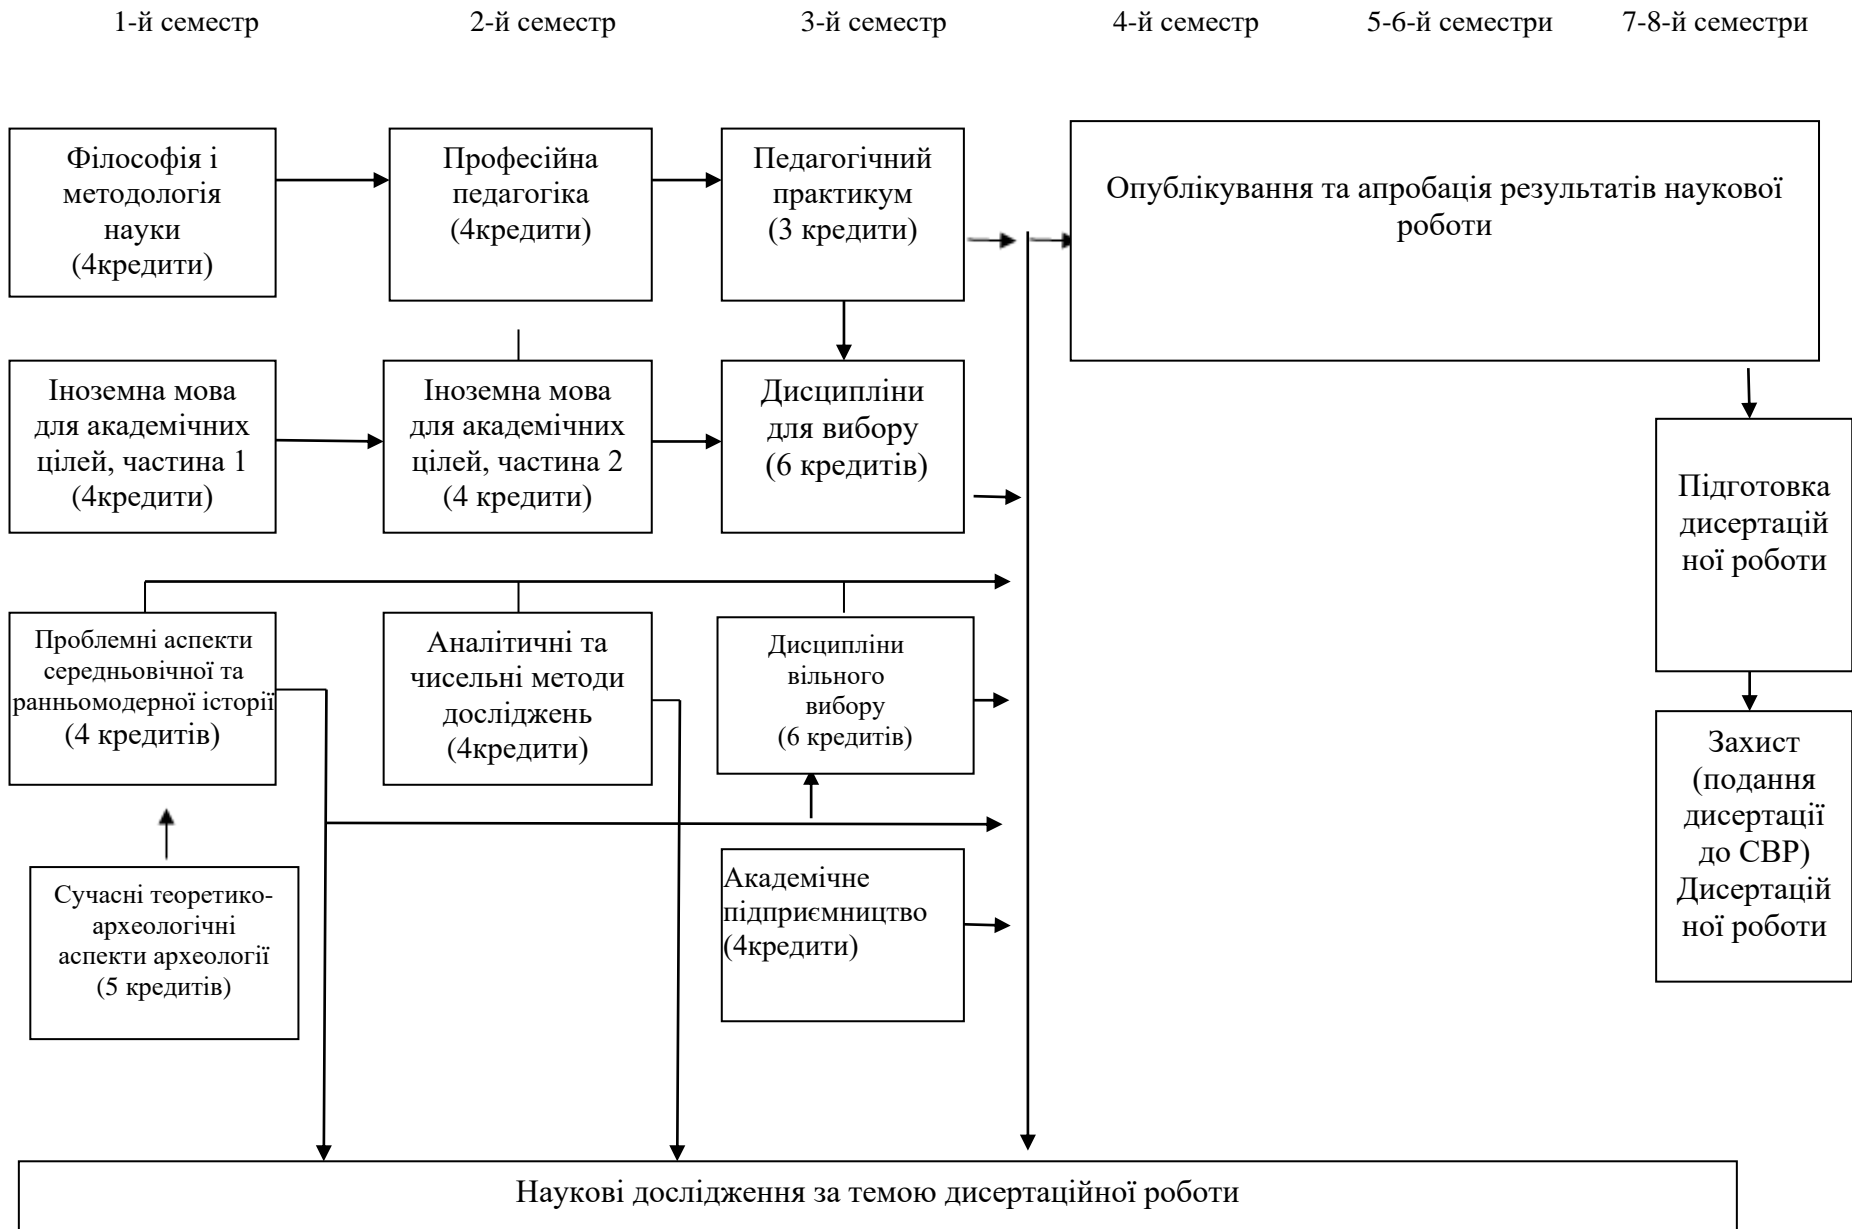 1-й семестр
2-й семестр
3-й семестр
4-й семестр
5-6-й семестри
7-8-й семестри
Філософія і
методологія
науки
(4кредити)
Професійна
педагогіка
(4кредити)
Педагогічний
практикум
(3 кредити)
Опублікування та апробація результатів наукової
роботи
Іноземна мова
для академічних
цілей, частина 1
(4кредити)
Іноземна мова
для академічних
цілей, частина 2
(4 кредити)
Дисципліни
для вибору
(6 кредитів)
Підготовка
дисертацій
ної роботи
Проблемні аспекти
середньовічної та
ранньомодерної історії
(4 кредитів)
Аналітичні та
чисельні методи
досліджень
(4кредити)
Дисципліни
вільного
вибору
(6 кредитів)
Захист
(подання
дисертації
до СВР)
Дисертацій
ної роботи
Сучасні теоретико-
археологічні
аспекти археології
(5 кредитів)
Академічне
підприємництво
(4кредити)
Наукові дослідження за темою дисертаційної роботи